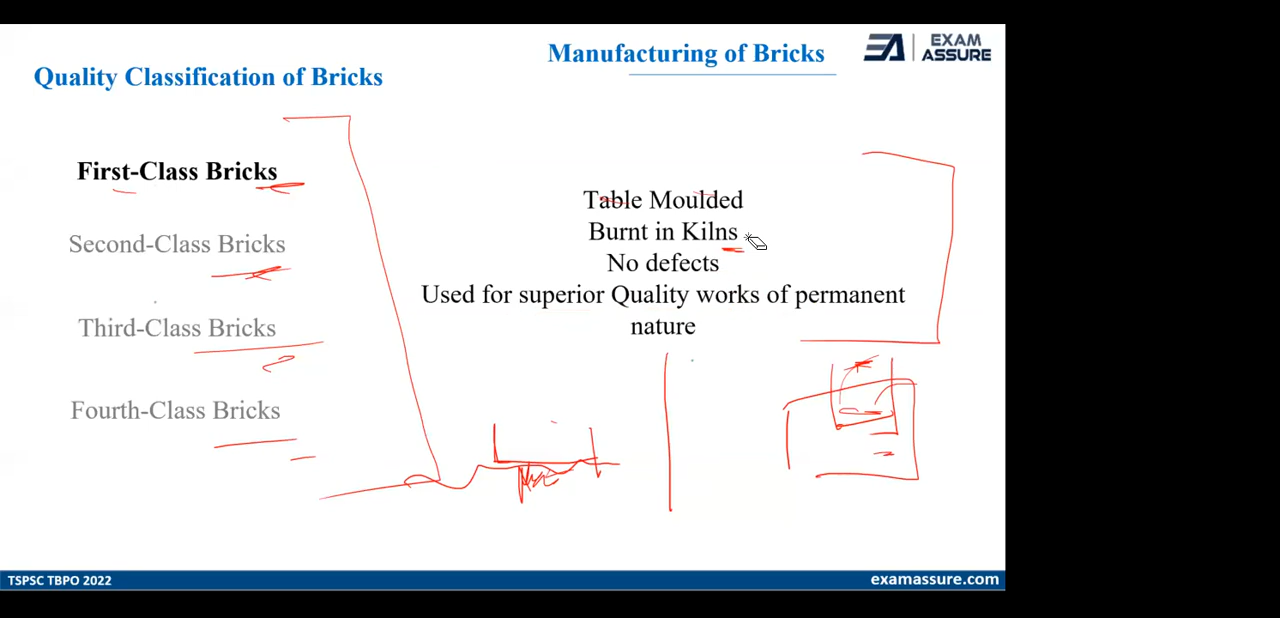 Manufacturing of Bricks
EXAM
ASSURE
Quality Classification of Bricks
First-Class Bricks
Second-Class Bricks
Third-Class Bricks
Fourth-Class Bricks
Table Moulded
Burnt in Kilns
No defects
Used for superior Quality works of permanent
nature
TSPSC TBPO 2022
examassure.com